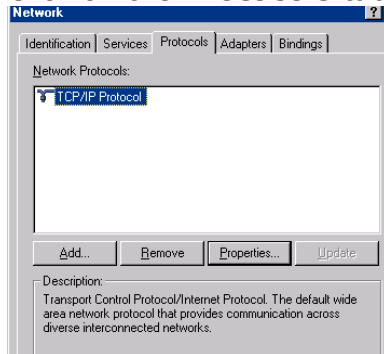 Network ?
Identification Services Protocols Adapters Bindings
Network Protocols:
TCP/IP Protocol
Add... Remove Properties... Update
Description:
Transport Control Protocol/Internet Protocol. The default wide
area network protocol that provides communication across
diverse interconnected networks.